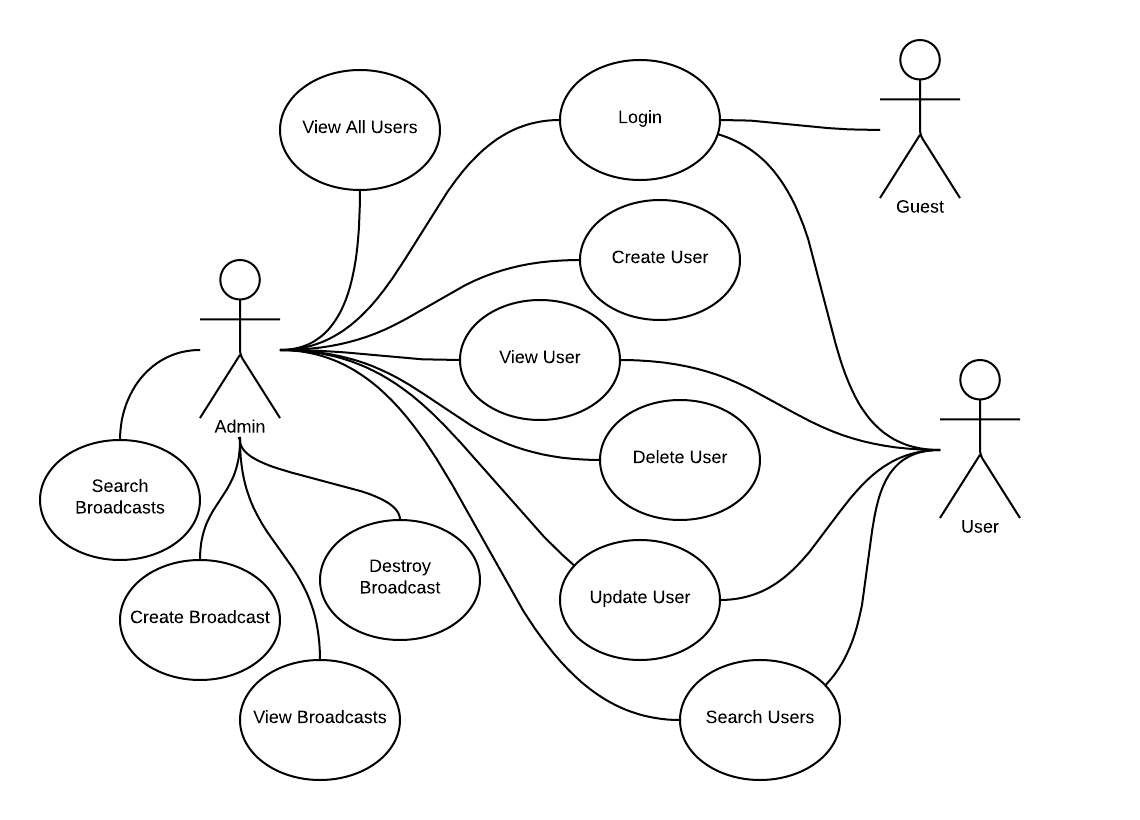 Login
View All Users
Guest
Create User
View User
Admin
Delete User
Search
Broadcasts
User
Destroy
Broadcast
Update User
Create Broadcast
View Broadcasts
Search Users